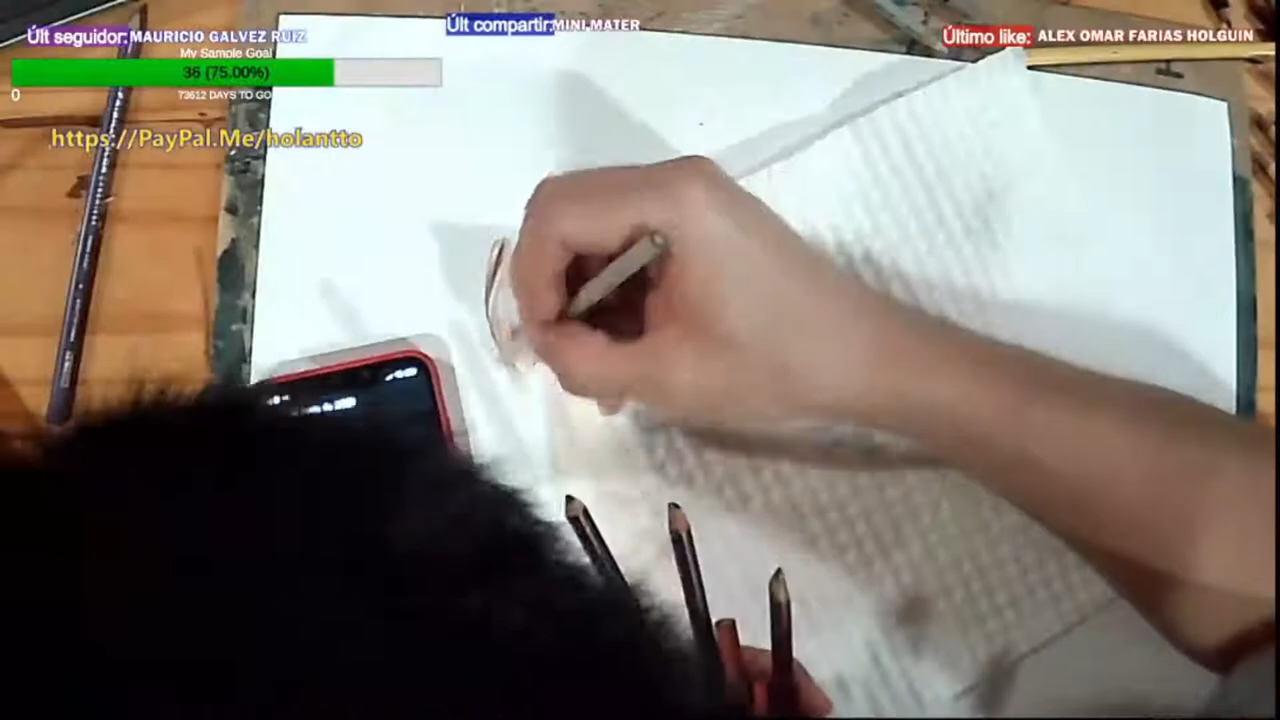 Últ seguidor: MAURICIO GALVEZ RUIZ
Últ compartir: MINI MATER
Último like: ALEX OMAR FARIAS HOLGUIN
My Sample Goal
36 (75.00%)
0
73612 DAYS TO GO
https://PayPal.Me/holantto